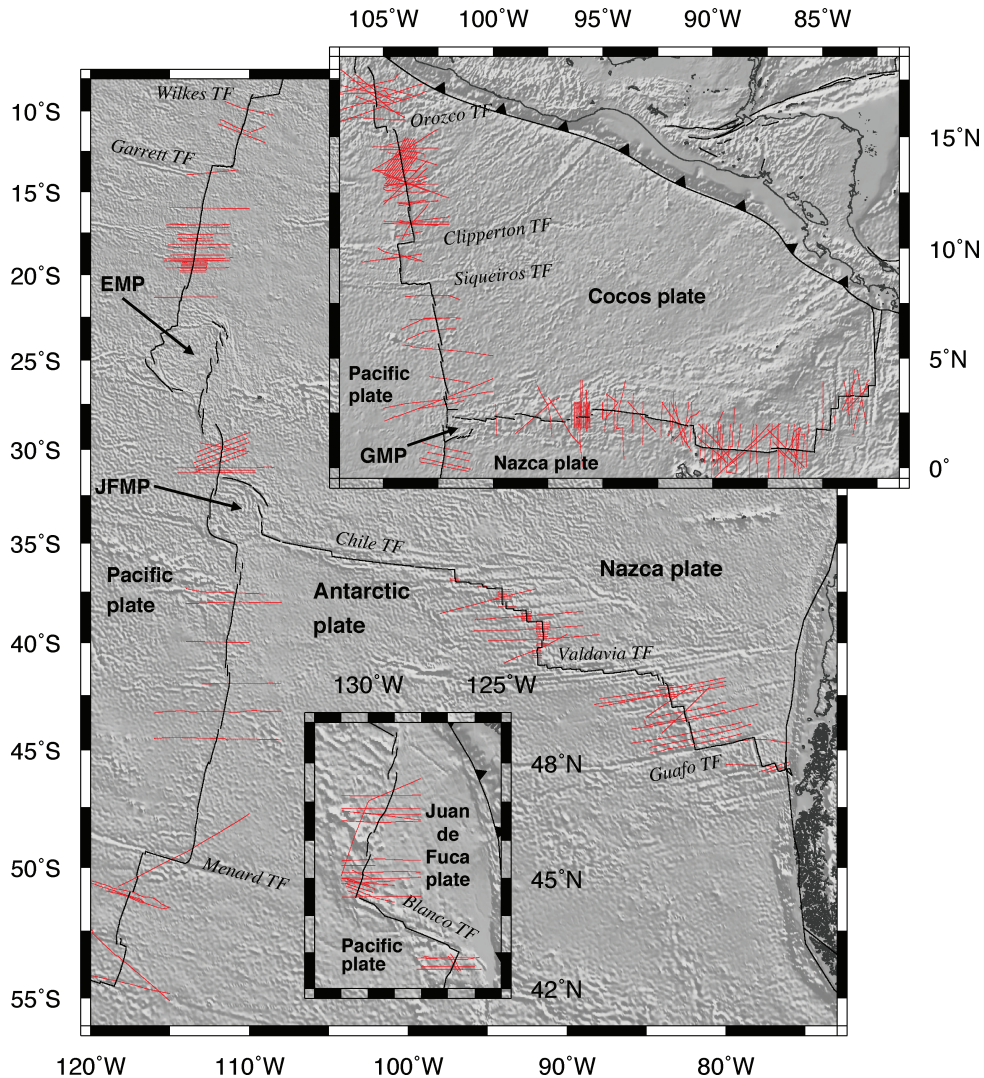 105˚W 100˚W 95˚W 90˚W 85˚W
Wilkes TF
10˚S
Orozco TF
15˚N
Garrett TF
15˚S
Clipperton TF
10˚N
20˚S
Siqueiros TF
EMP
Cocos plate
25˚S
5˚N
Pacific
plate
30˚S
GMP
Nazca plate
0˚
JFMP
35˚S
Chile TF
Pacific
plate
Antarctic
plate
Nazca plate
40˚S
Valdavia TF
130˚W 125˚W
45˚S
Guafo TF
48˚N
Juan
de
Fuca
plate
50˚S
Menard TF
45˚N
Blanco TF
Pacific
plate
42˚N
55˚S
120˚W 110˚W 100˚W 90˚W 80˚W